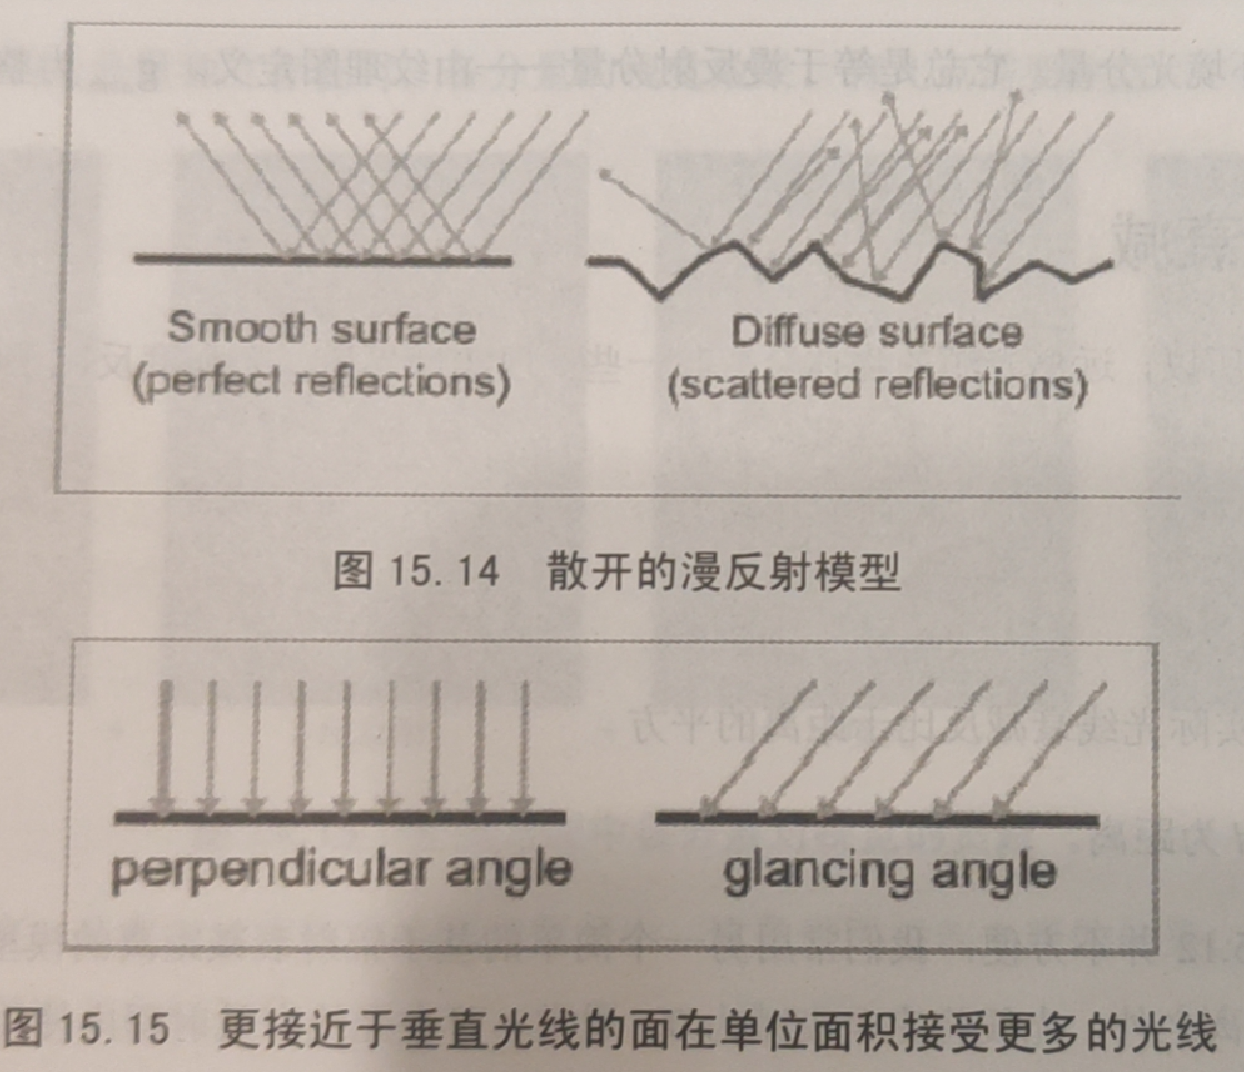 Smooth surface
(perfect reflections)
Diffuse surface
(scattered reflections)
图 15.14 散开的漫反射模型
perpendicular angle
glancing angle
图 15.15 更接近于垂直光线的面在单位面积接受更多的光线